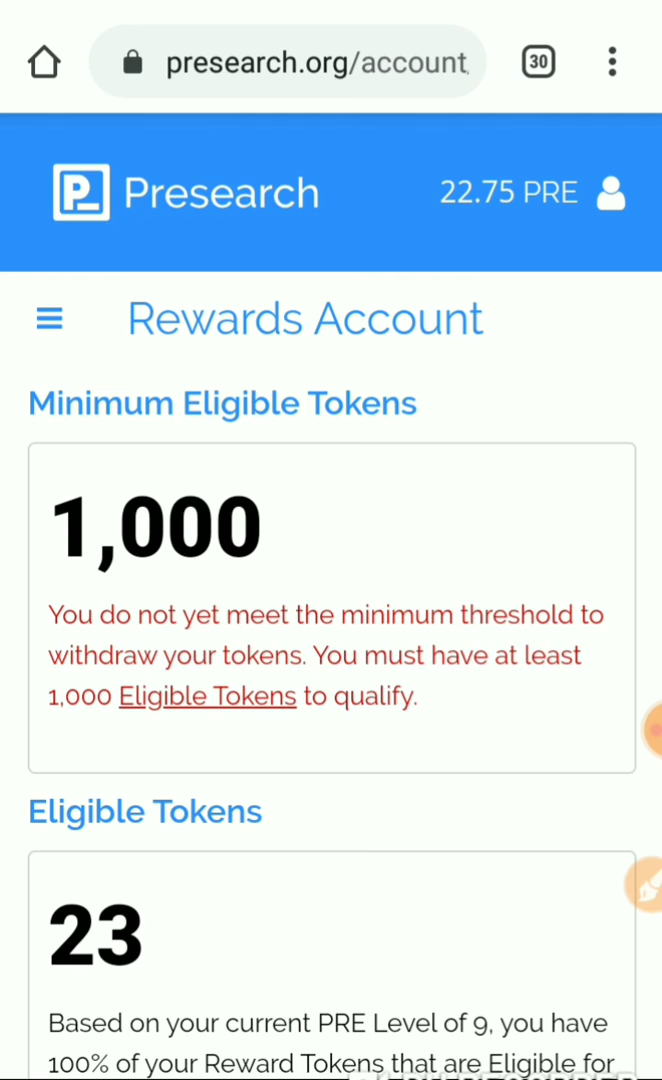 presearch.org/account
30
Presearch
22.75 PRE
Rewards Account
Minimum Eligible Tokens
1,000
You do not yet meet the minimum threshold to
withdraw your tokens. You must have at least
1,000 Eligible Tokens to qualify.
Eligible Tokens
23
Based on your current PRE Level of 9, you have
100% of your Reward Tokens that are Eligible for